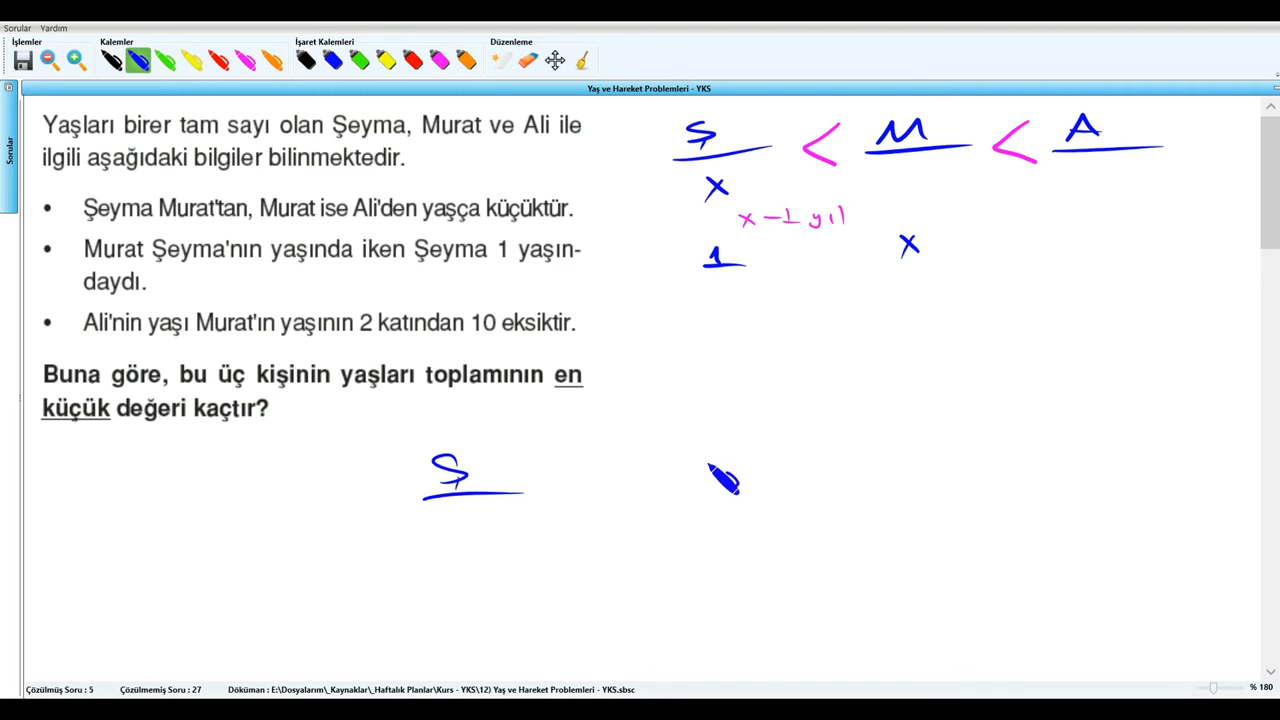 Sorular Yardım
İşlemler Kalemler İşaret Kalemleri Düzenleme
Yaş ve Hareket Problemleri - YKS
Sorular
Yaşları birer tam sayı olan Şeyma, Murat ve Ali ile
ilgili aşağıdaki bilgiler bilinmektedir.
• Şeyma Murat'tan, Murat ise Ali'den yaşça küçüktür.
• Murat Şeyma'nın yaşında iken Şeyma 1 yaşın-
daydı.
• Ali'nin yaşı Murat'ın yaşının 2 katından 10 eksiktir.
Buna göre, bu üç kişinin yaşları toplamının en
küçük değeri kaçtır?
Ş < M < A
x
x - 1 yıl
1 x
Ş
Çözülmüş Soru : 5 Çözülmemiş Soru : 27 Döküman : E:\Dosyalarım\_Kaynaklar\_Haftalık Planlar\Kurs - YKS\12) Yaş ve Hareket Problemleri - YKS.sbsc % 180